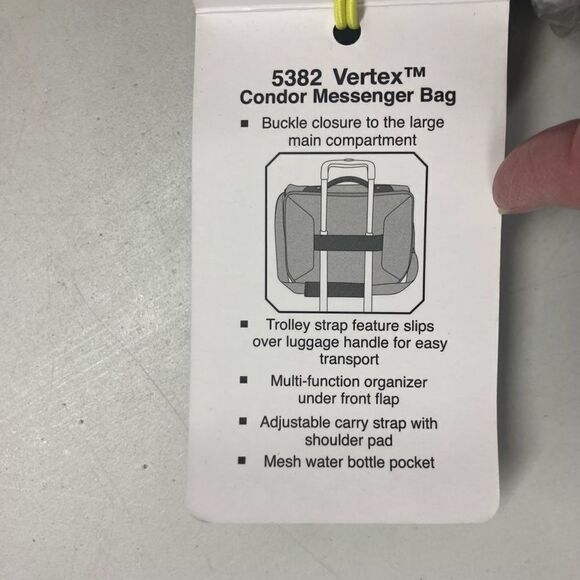 5382 Vertex™
Condor Messenger Bag
▪ Buckle closure to the large
main compartment
▪ Trolley strap feature slips
over luggage handle for easy
transport
▪ Multi-function organizer
under front flap
▪ Adjustable carry strap with
shoulder pad
▪ Mesh water bottle pocket